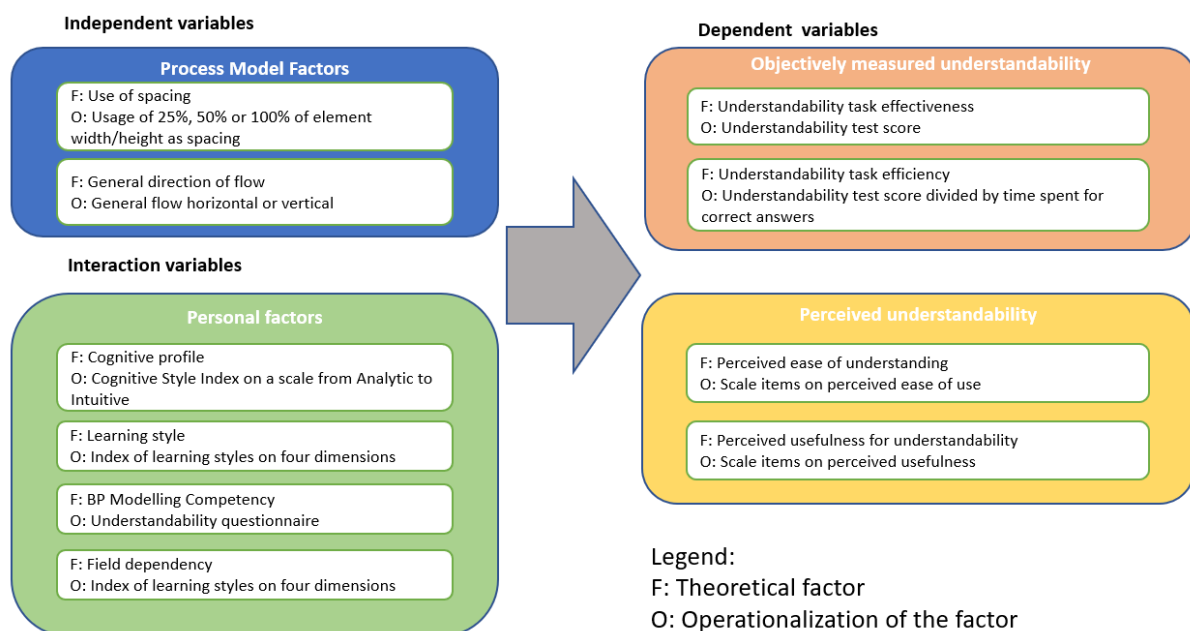 Independent variables
Process Model Factors
F: Use of spacing
O: Usage of 25%, 50% or 100% of element
width/height as spacing
F: General direction of flow
O: General flow horizontal or vertical
Interaction variables
Personal factors
F: Cognitive profile
O: Cognitive Style Index on a scale from Analytic to
Intuitive
F: Learning style
O: Index of learning styles on four dimensions
F: BP Modelling Competency
O: Understandability questionnaire
F: Field dependency
O: Index of learning styles on four dimensions
Dependent variables
Objectively measured understandability
F: Understandability task effectiveness
O: Understandability test score
F: Understandability task efficiency
O: Understandability test score divided by time spent for
correct answers
Perceived understandability
F: Perceived ease of understanding
O: Scale items on perceived ease of use
F: Perceived usefulness for understandability
O: Scale items on perceived usefulness
Legend:
F: Theoretical factor
O: Operationalization of the factor